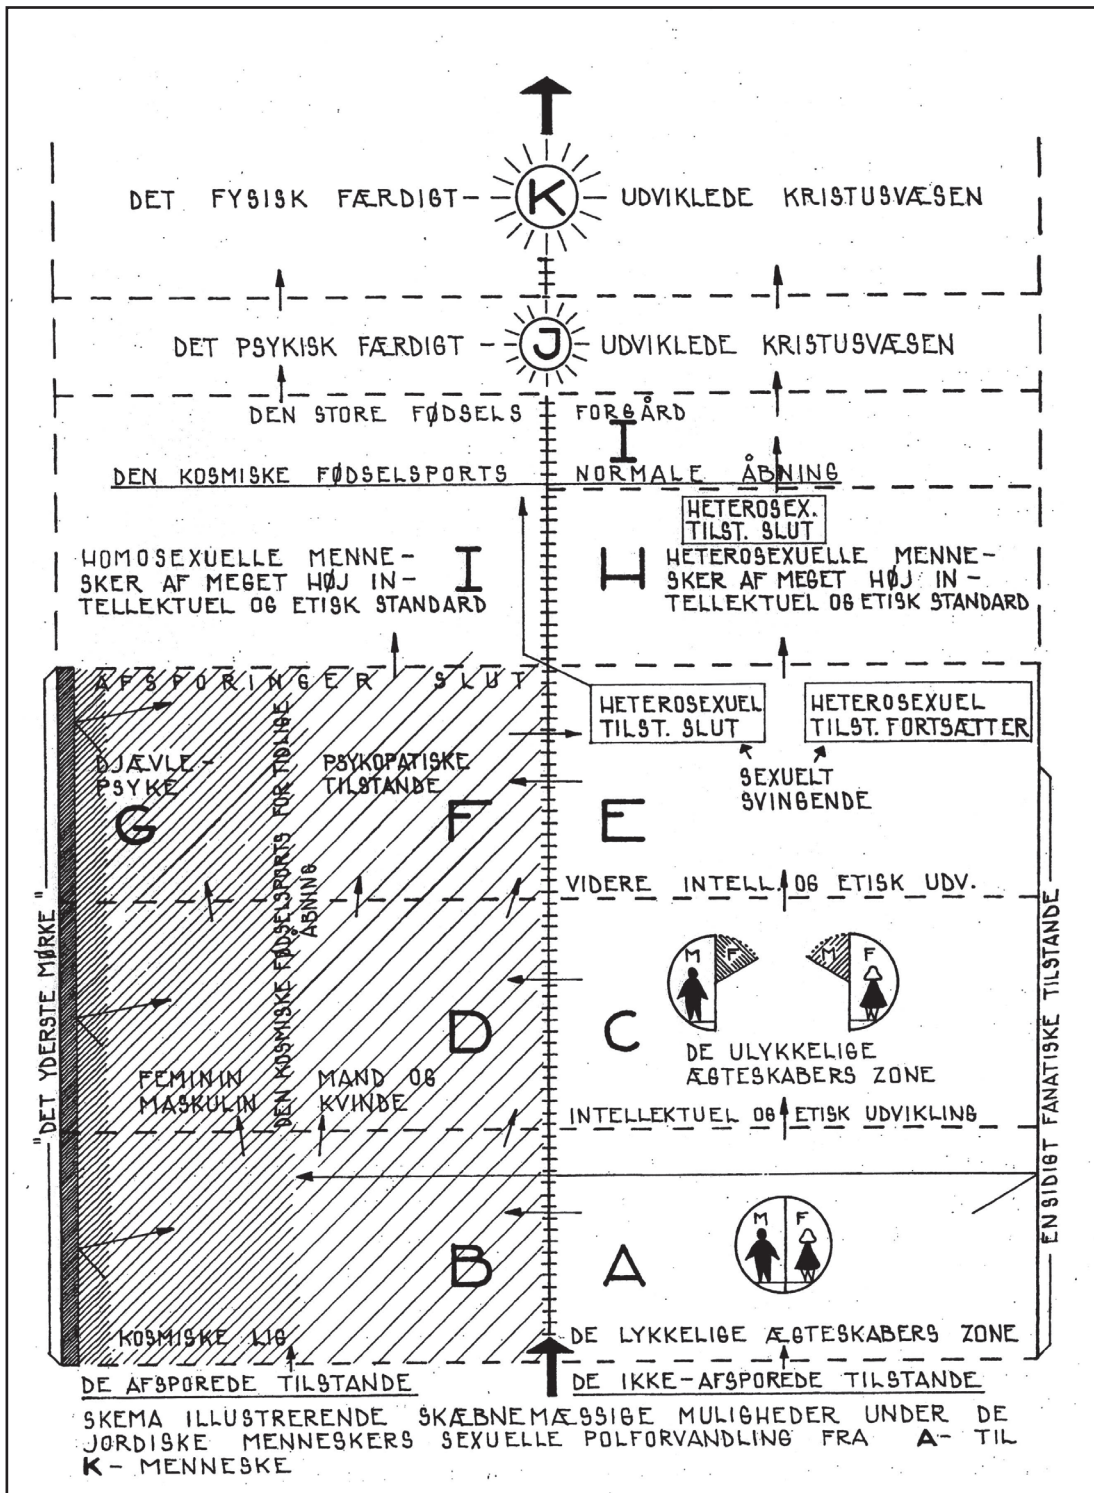 DET FYSISK FÆRDIGT - K UDVIKLEDE KRISTUSVÆSEN
DET PSYKISK FÆRDIGT - J UDVIKLEDE KRISTUSVÆSEN
DEN STORE FØDSELS FORGÅRD
I
DEN KOSMISKE FØDSELSPORTS NORMALE ÅBNING
HETEROSEX.
TILST. SLUT
HOMOSEXUELLE MENNE-
SKER AF MEGET HØJ IN-
TELLEKTUEL OG ETISK STANDARD
I
H
HETEROSEXUELLE MENNE-
SKER AF MEGET HØJ IN-
TELLEKTUEL OG ETISK STANDARD
AFSPORINGER SLUT
HETEROSEXUEL
TILST. SLUT
HETEROSEXUEL
TILST. FORTSÆTTER
SEXUELT
SVINGENDE
DJÆVLE-
PSYKE
G
PSYKOPATISKE
TILSTANDE
F
E
VIDERE INTELL. OG ETISK UDV.
DEN KOSMISKE FØDSELSPORTS FOR TIDLIGE
ÅBNING
"DET YDERSTE MØRKE"
ENSIDIGT FANATISKE TILSTANDE
M F
M F
D
C
DE ULYKKELIGE
ÆGTESKABERS ZONE
FEMININ
MASKULIN
MAND OG
KVINDE
INTELLEKTUEL OG ETISK UDVIKLING
M F
B
A
KOSMISKE LIG
DE LYKKELIGE ÆGTESKABERS ZONE
DE AFSPOREDE TILSTANDE
DE IKKE-AFSPOREDE TILSTANDE
SKEMA ILLUSTRERENDE SKÆBNEMÆSSIGE MULIGHEDER UNDER DE
JORDISKE MENNESKERS SEXUELLE POLFORVANDLING FRA A- TIL
K- MENNESKE